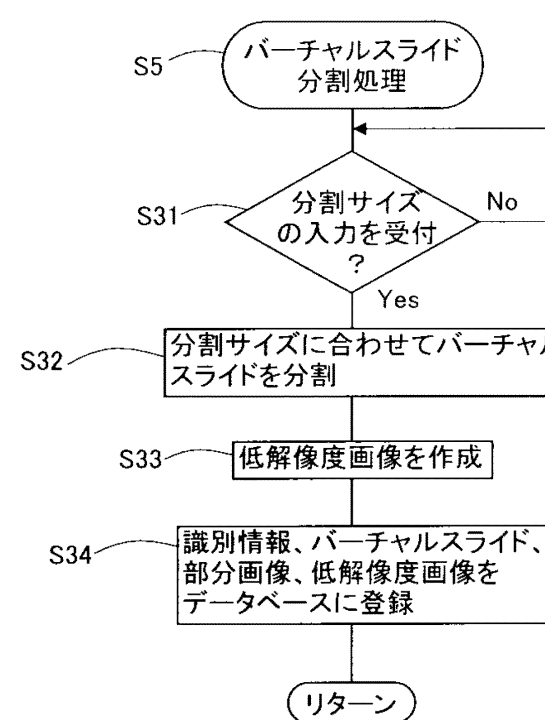 S5
バーチャルスライド
分割処理
S31
分割サイズ
の入力を受付
?
No
Yes
S32
分割サイズに合わせてバーチャル
スライドを分割
S33
低解像度画像を作成
S34
識別情報、バーチャルスライド、
部分画像、低解像度画像を
データベースに登録
リターン